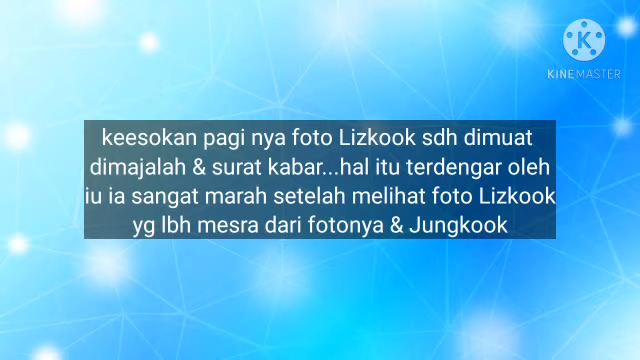 KINEMASTER
keesokan pagi nya foto Lizkook sdh dimuat
dimajalah & surat kabar...hal itu terdengar oleh
iu ia sangat marah setelah melihat foto Lizkook
yg lbh mesra dari fotonya & Jungkook